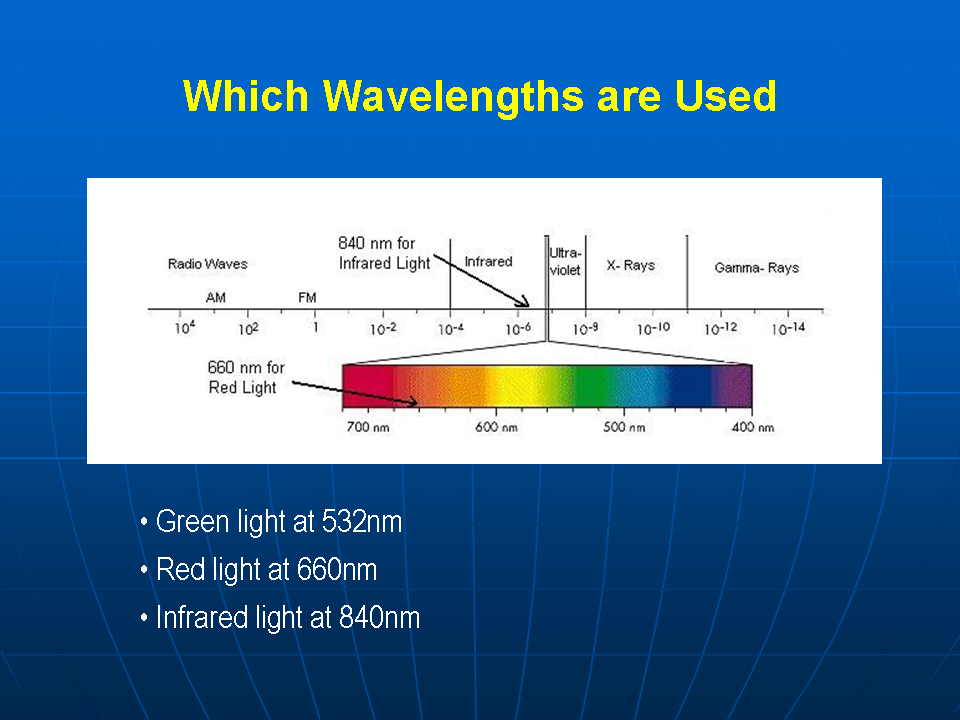 Which Wavelengths are Used
840 nm for
Infrared Light
Radio Waves
Infrared
Ultra-
violet
X- Rays
Gamma- Rays
AM
FM
10⁴ 10² 1 10⁻² 10⁻⁴ 10⁻⁶ 10⁻⁸ 10⁻¹⁰ 10⁻¹² 10⁻¹⁴
660 nm for
Red Light
700 nm 600 nm 500 nm 400 nm
• Green light at 532nm
• Red light at 660nm
• Infrared light at 840nm